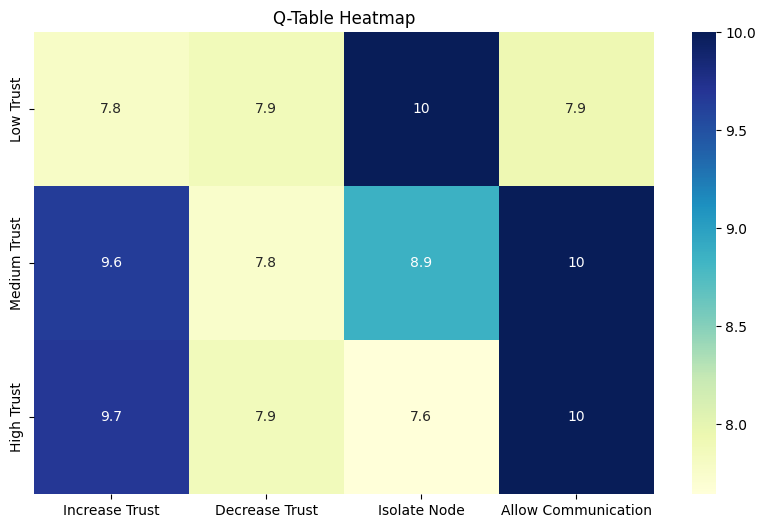 Q-Table Heatmap
Low Trust
7.8 7.9 10 7.9
Medium Trust
9.6 7.8 8.9 10
High Trust
9.7 7.9 7.6 10
Increase Trust Decrease Trust Isolate Node Allow Communication
10.0
9.5
9.0
8.5
8.0